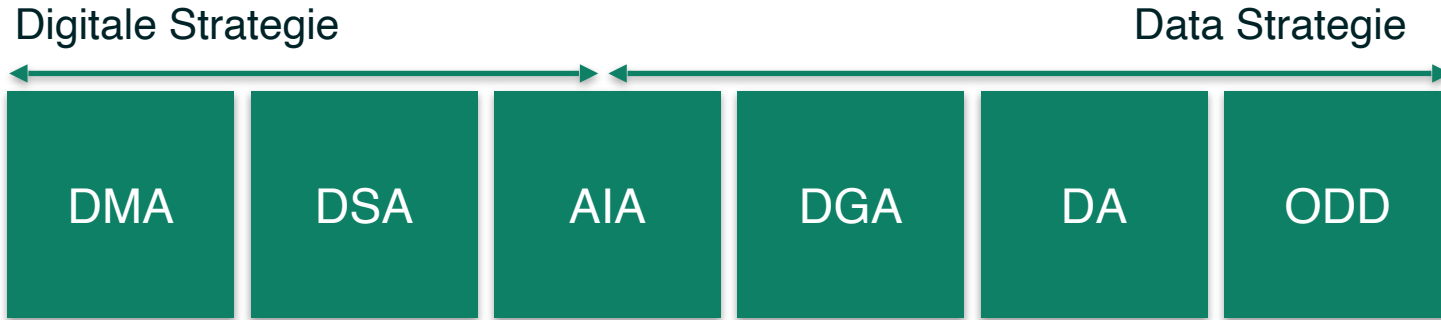 Digitale Strategie Data Strategie
DMA DSA AIA DGA DA ODD